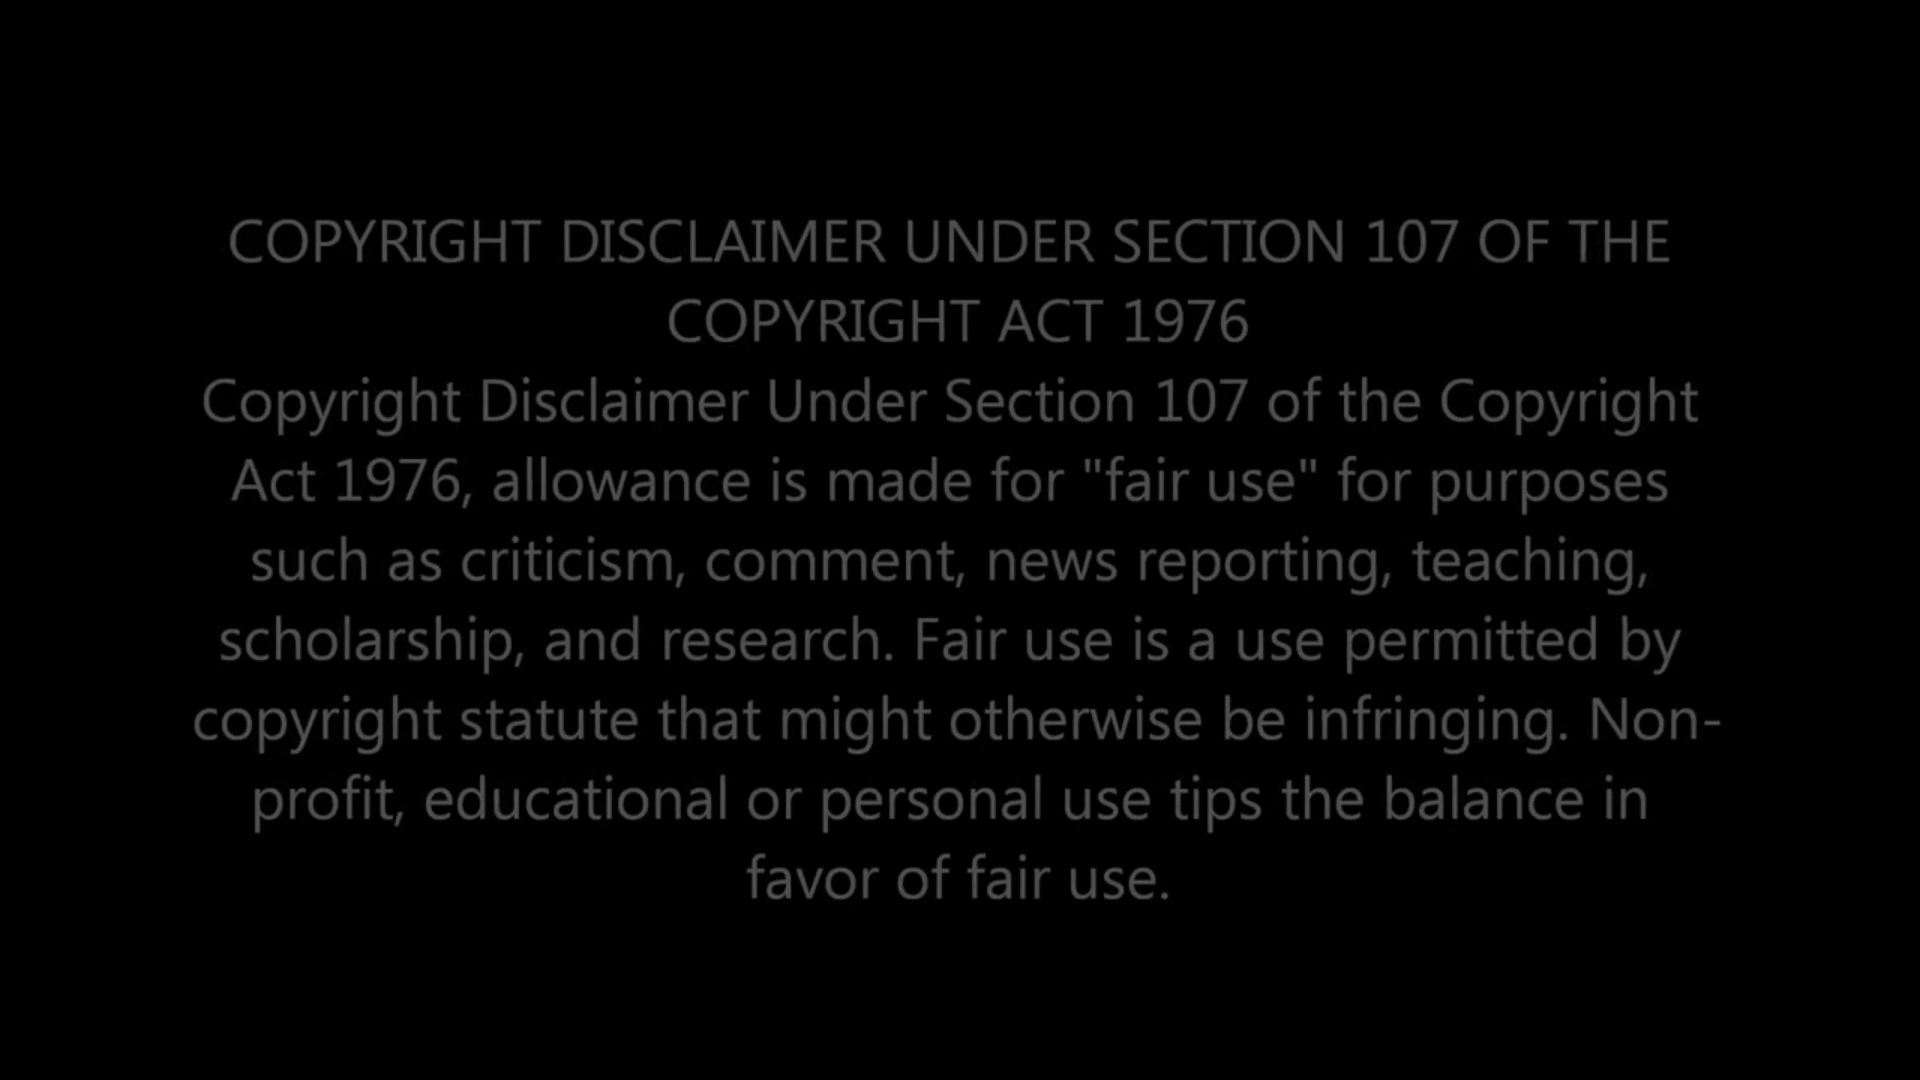 COPYRIGHT DISCLAIMER UNDER SECTION 107 OF THE
COPYRIGHT ACT 1976
Copyright Disclaimer Under Section 107 of the Copyright
Act 1976, allowance is made for "fair use" for purposes
such as criticism, comment, news reporting, teaching,
scholarship, and research. Fair use is a use permitted by
copyright statute that might otherwise be infringing. Non-
profit, educational or personal use tips the balance in
favor of fair use.